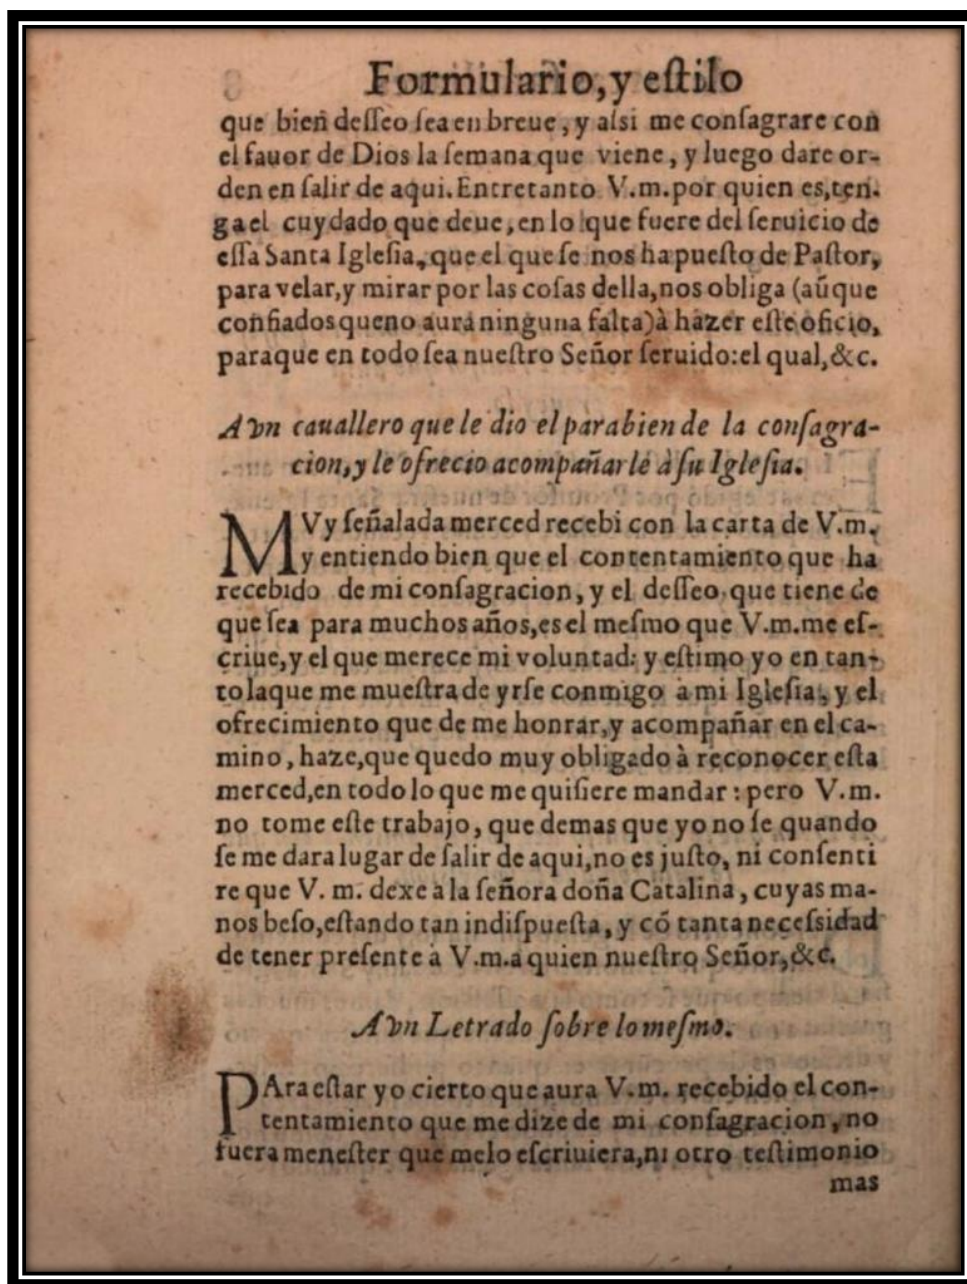 Formulario, y eſtilo
que bien deſſeo ſea en breue, y aſsi me conſagrare con
el fauor de Dios la ſemana que viene, y luego dare or-
den en ſalir de aqui. Entretanto V.m. por quien es, ten-
ga el cuydado que deue, en lo que fuere del ſeruicio de
eſſa Santa Igleſia, que el que ſe nos ha pueſto de Paſtor,
para velar, y mirar por las coſas della, nos obliga (aũque
confiados que no aura ninguna falta) à hazer eſte oficio,
paraque en todo ſea nueſtro Señor ſeruido: el qual, &c.
A vn cauallero que le dio el parabien de la conſagra-
cion, y le ofrecio acompañarle à ſu Igleſia.
MVy ſeñalada merced recebi con la carta de V.m.
y entiendo bien que el contentamiento que ha
recebido de mi conſagracion, y el deſſeo que tiene de
que ſea para muchos años, es el meſmo que V.m. me eſ-
criue, y el que merece mi voluntad: y eſtimo yo en tan-
to la que me mueſtra de yrſe conmigo a mi Igleſia, y el
ofrecimiento que de me honrar, y acompañar en el ca-
mino, haze, que quedo muy obligado à reconocer eſta
merced, en todo lo que me quiſiere mandar: pero V.m.
no tome eſte trabajo, que demas que yo no ſe quando
ſe me dara lugar de ſalir de aqui, no es juſto, ni conſenti
re que V. m. dexe a la ſeñora doña Catalina, cuyas ma-
nos beſo, eſtando tan indiſpueſta, y có tanta neceſsidad
de tener preſente a V.m. a quien nueſtro Señor, &c.
A vn Letrado ſobre lo meſmo.
PAra eſtar yo cierto que aura V.m. recebido el con-
tentamiento que me dize de mi conſagracion, no
fuera meneſter que me lo eſcriuiera, ni otro teſtimonio
mas